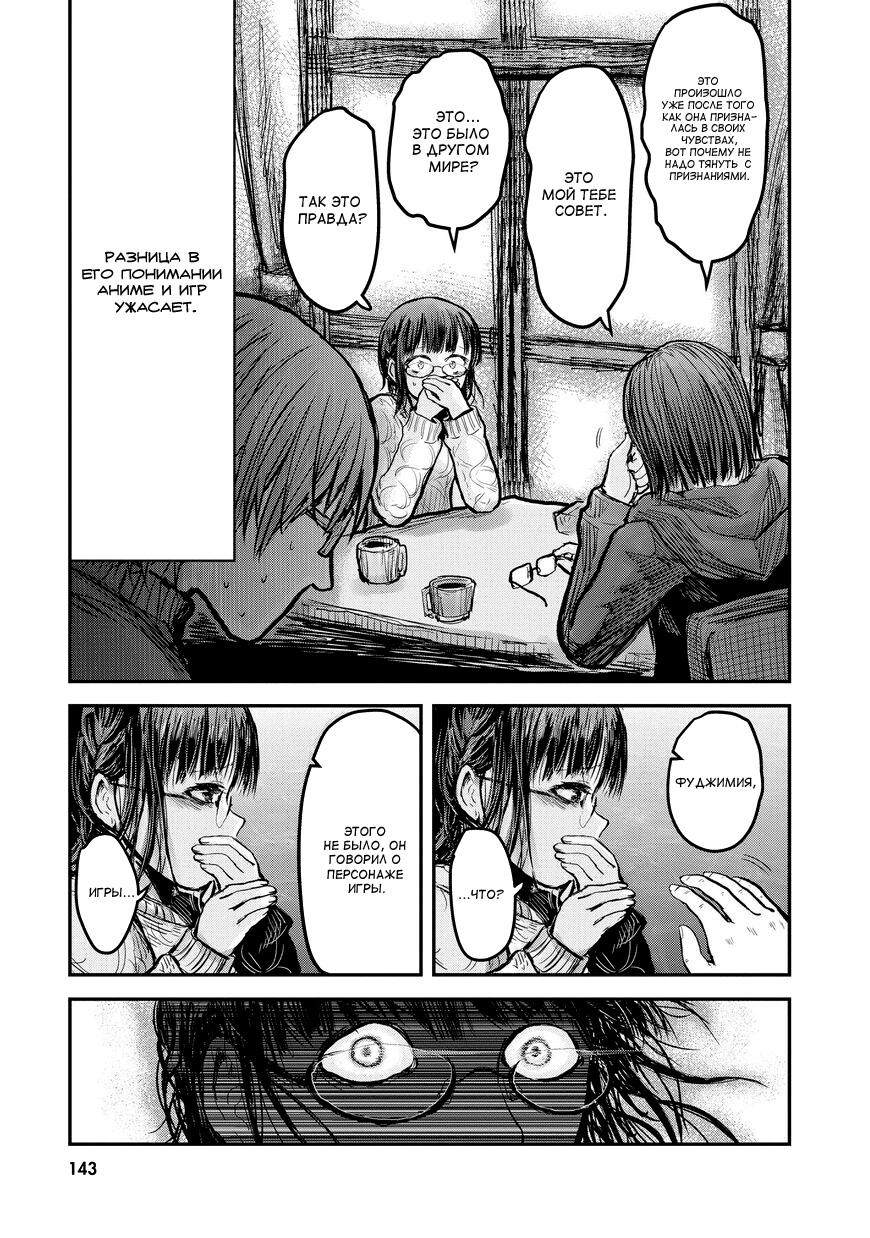 ЭТО
ПРОИЗОШЛО
УЖЕ ПОСЛЕ ТОГО
КАК ОНА ПРИЗНА-
ЛАСЬ В СВОИХ
ЧУВСТВАХ,
ВОТ ПОЧЕМУ НЕ
НАДО ТЯНУТЬ С
ПРИЗНАНИЯМИ.
ЭТО
МОЙ ТЕБЕ
СОВЕТ.
ЭТО...
ЭТО БЫЛО
В ДРУГОМ
МИРЕ?
ТАК ЭТО
ПРАВДА?
РАЗНИЦА В
ЕГО ПОНИМАНИИ
АНИМЕ И ИГР
УЖАСАЕТ.
ФУДЖИМИЯ,
...ЧТО?
ЭТОГО
НЕ БЫЛО, ОН
ГОВОРИЛ О
ПЕРСОНАЖЕ
ИГРЫ.
ИГРЫ...
143